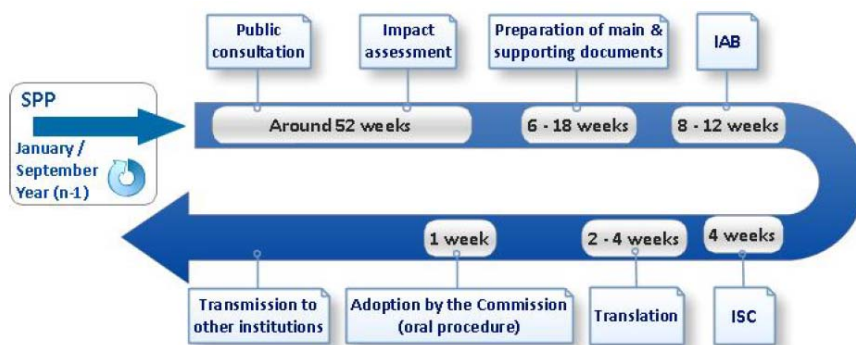 Public
consultation
Impact
assessment
Preparation of main &
supporting documents
IAB
SPP
January /
September
Year (n-1)
Around 52 weeks
6 - 18 weeks
8 - 12 weeks
1 week
2 - 4 weeks
4 weeks
Transmission to
other institutions
Adoption by the Commission
(oral procedure)
Translation
ISC